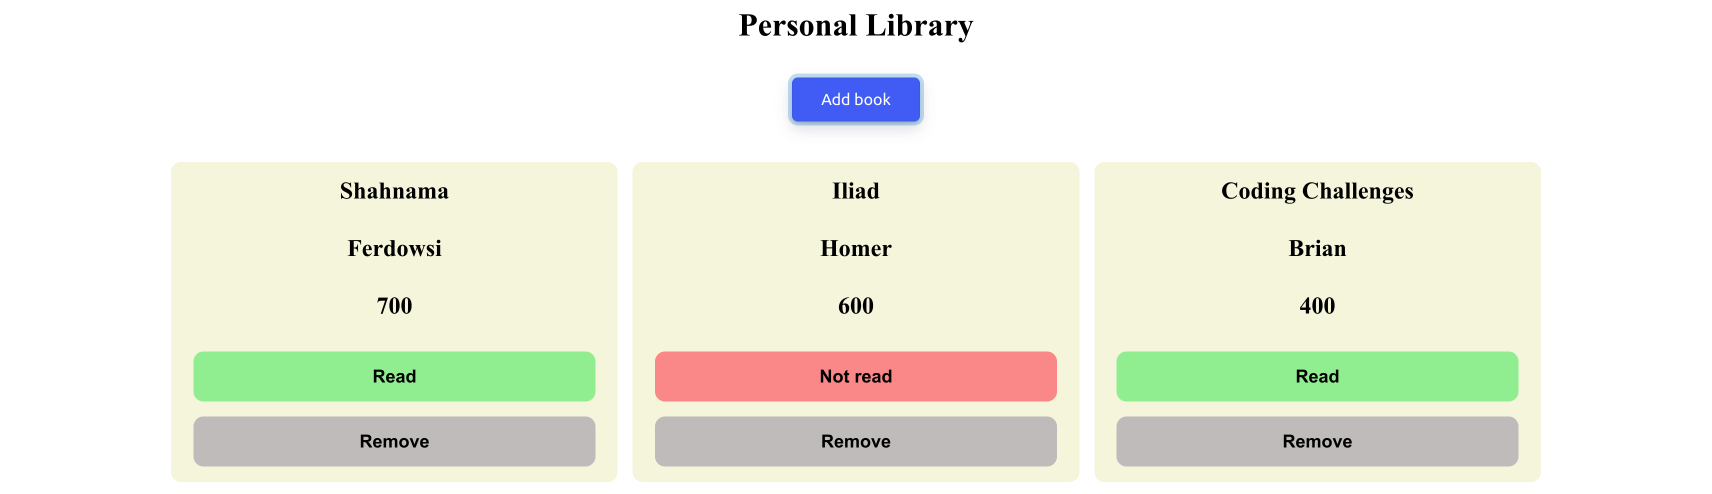 Personal Library
Add book
Shahnama
Ferdowsi
700
Read
Remove
Iliad
Homer
600
Not read
Remove
Coding Challenges
Brian
400
Read
Remove